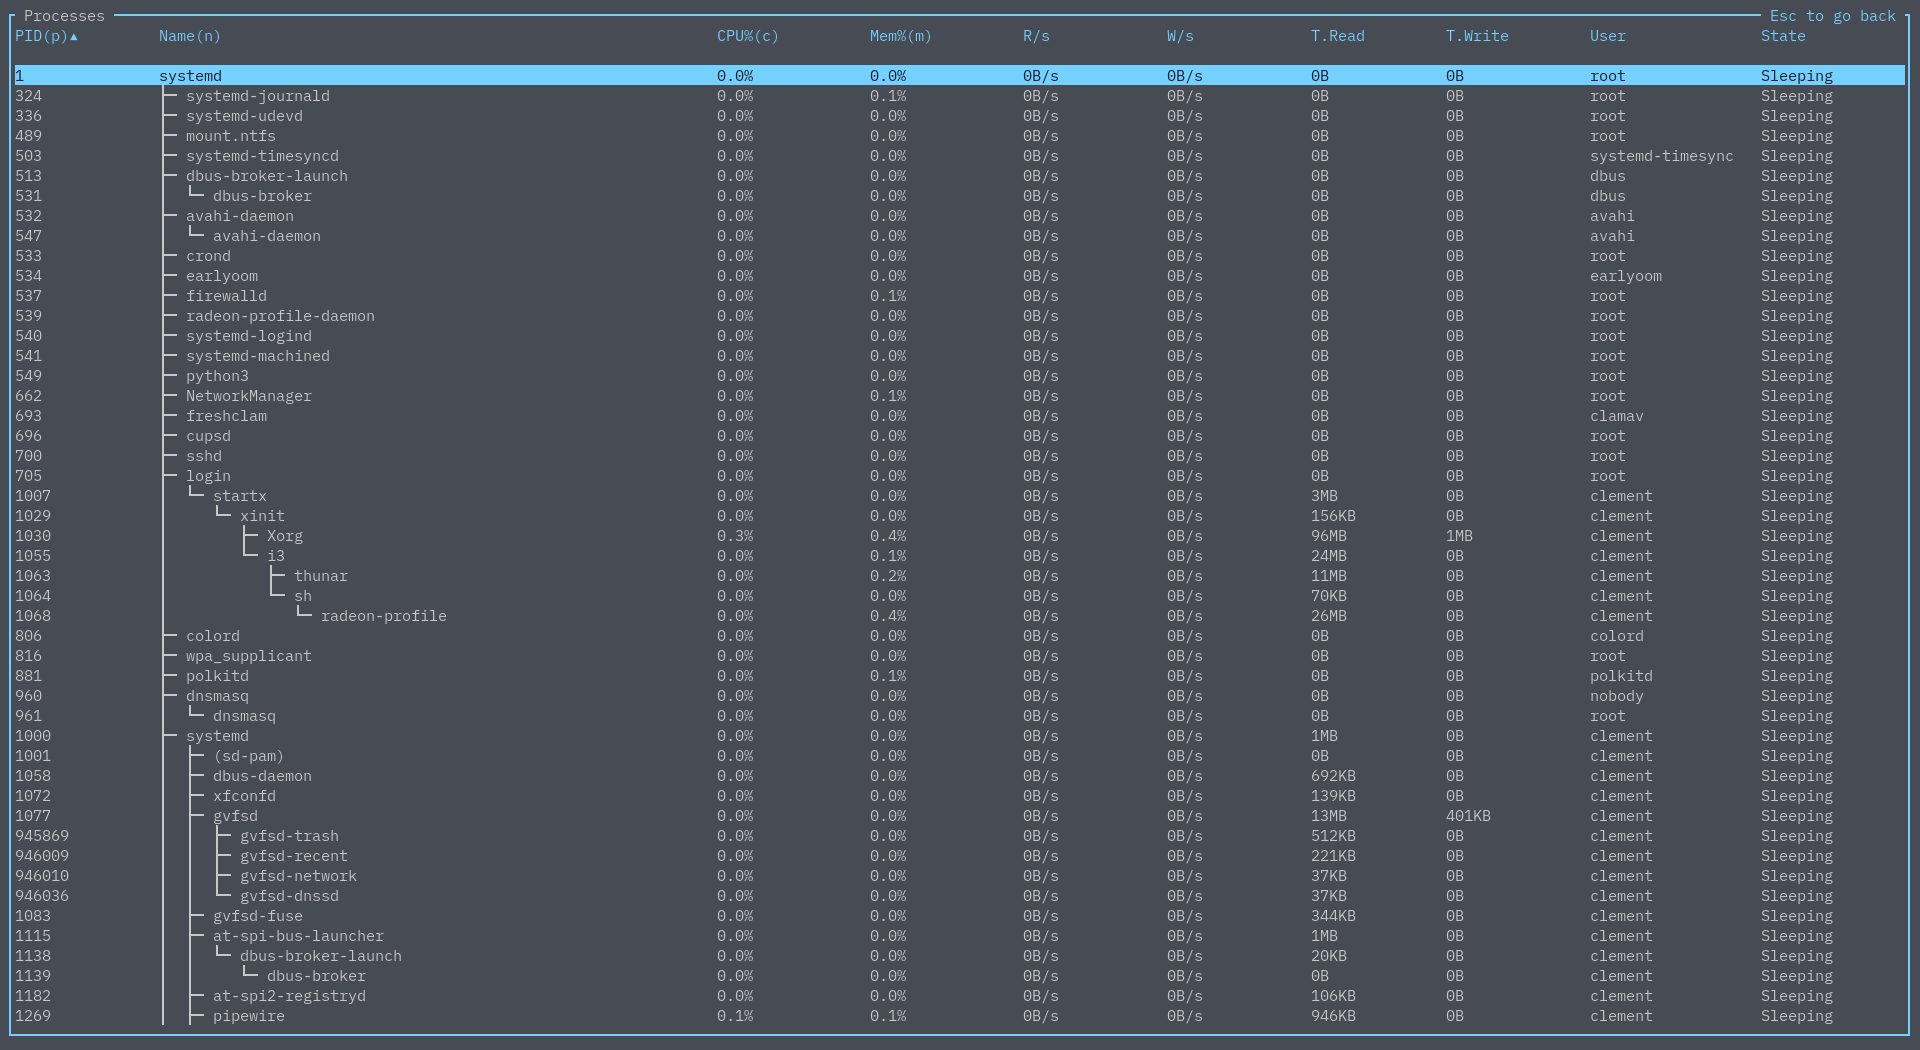 Processes Esc to go back
PID(p)▲ Name(n) CPU%(c) Mem%(m) R/s W/s T.Read T.Write User State
1 systemd 0.0% 0.0% 0B/s 0B/s 0B 0B root Sleeping
324 ├─ systemd-journald 0.0% 0.1% 0B/s 0B/s 0B 0B root Sleeping
336 ├─ systemd-udevd 0.0% 0.0% 0B/s 0B/s 0B 0B root Sleeping
489 ├─ mount.ntfs 0.0% 0.0% 0B/s 0B/s 0B 0B root Sleeping
503 ├─ systemd-timesyncd 0.0% 0.0% 0B/s 0B/s 0B 0B systemd-timesync Sleeping
513 ├─ dbus-broker-launch 0.0% 0.0% 0B/s 0B/s 0B 0B dbus Sleeping
531 │  └─ dbus-broker 0.0% 0.0% 0B/s 0B/s 0B 0B dbus Sleeping
532 ├─ avahi-daemon 0.0% 0.0% 0B/s 0B/s 0B 0B avahi Sleeping
547 │  └─ avahi-daemon 0.0% 0.0% 0B/s 0B/s 0B 0B avahi Sleeping
533 ├─ crond 0.0% 0.0% 0B/s 0B/s 0B 0B root Sleeping
534 ├─ earlyoom 0.0% 0.0% 0B/s 0B/s 0B 0B earlyoom Sleeping
537 ├─ firewalld 0.0% 0.1% 0B/s 0B/s 0B 0B root Sleeping
539 ├─ radeon-profile-daemon 0.0% 0.0% 0B/s 0B/s 0B 0B root Sleeping
540 ├─ systemd-logind 0.0% 0.0% 0B/s 0B/s 0B 0B root Sleeping
541 ├─ systemd-machined 0.0% 0.0% 0B/s 0B/s 0B 0B root Sleeping
549 ├─ python3 0.0% 0.0% 0B/s 0B/s 0B 0B root Sleeping
662 ├─ NetworkManager 0.0% 0.1% 0B/s 0B/s 0B 0B root Sleeping
693 ├─ freshclam 0.0% 0.0% 0B/s 0B/s 0B 0B clamav Sleeping
696 ├─ cupsd 0.0% 0.0% 0B/s 0B/s 0B 0B root Sleeping
700 ├─ sshd 0.0% 0.0% 0B/s 0B/s 0B 0B root Sleeping
705 ├─ login 0.0% 0.0% 0B/s 0B/s 0B 0B root Sleeping
1007 │  └─ startx 0.0% 0.0% 0B/s 0B/s 3MB 0B clement Sleeping
1029 │     └─ xinit 0.0% 0.0% 0B/s 0B/s 156KB 0B clement Sleeping
1030 │        ├─ Xorg 0.3% 0.4% 0B/s 0B/s 96MB 1MB clement Sleeping
1055 │        └─ i3 0.0% 0.1% 0B/s 0B/s 24MB 0B clement Sleeping
1063 │           ├─ thunar 0.0% 0.2% 0B/s 0B/s 11MB 0B clement Sleeping
1064 │           └─ sh 0.0% 0.0% 0B/s 0B/s 70KB 0B clement Sleeping
1068 │              └─ radeon-profile 0.0% 0.4% 0B/s 0B/s 26MB 0B clement Sleeping
806 ├─ colord 0.0% 0.0% 0B/s 0B/s 0B 0B colord Sleeping
816 ├─ wpa_supplicant 0.0% 0.0% 0B/s 0B/s 0B 0B root Sleeping
881 ├─ polkitd 0.0% 0.1% 0B/s 0B/s 0B 0B polkitd Sleeping
960 ├─ dnsmasq 0.0% 0.0% 0B/s 0B/s 0B 0B nobody Sleeping
961 │  └─ dnsmasq 0.0% 0.0% 0B/s 0B/s 0B 0B root Sleeping
1000 ├─ systemd 0.0% 0.0% 0B/s 0B/s 1MB 0B clement Sleeping
1001 │  ├─ (sd-pam) 0.0% 0.0% 0B/s 0B/s 0B 0B clement Sleeping
1058 │  ├─ dbus-daemon 0.0% 0.0% 0B/s 0B/s 692KB 0B clement Sleeping
1072 │  ├─ xfconfd 0.0% 0.0% 0B/s 0B/s 139KB 0B clement Sleeping
1077 │  ├─ gvfsd 0.0% 0.0% 0B/s 0B/s 13MB 401KB clement Sleeping
945869 │  │  ├─ gvfsd-trash 0.0% 0.0% 0B/s 0B/s 512KB 0B clement Sleeping
946009 │  │  ├─ gvfsd-recent 0.0% 0.0% 0B/s 0B/s 221KB 0B clement Sleeping
946010 │  │  ├─ gvfsd-network 0.0% 0.0% 0B/s 0B/s 37KB 0B clement Sleeping
946036 │  │  └─ gvfsd-dnssd 0.0% 0.0% 0B/s 0B/s 37KB 0B clement Sleeping
1083 │  ├─ gvfsd-fuse 0.0% 0.0% 0B/s 0B/s 344KB 0B clement Sleeping
1115 │  ├─ at-spi-bus-launcher 0.0% 0.0% 0B/s 0B/s 1MB 0B clement Sleeping
1138 │  │  └─ dbus-broker-launch 0.0% 0.0% 0B/s 0B/s 20KB 0B clement Sleeping
1139 │  │     └─ dbus-broker 0.0% 0.0% 0B/s 0B/s 0B 0B clement Sleeping
1182 │  ├─ at-spi2-registryd 0.0% 0.0% 0B/s 0B/s 106KB 0B clement Sleeping
1269 │  ├─ pipewire 0.1% 0.1% 0B/s 0B/s 946KB 0B clement Sleeping